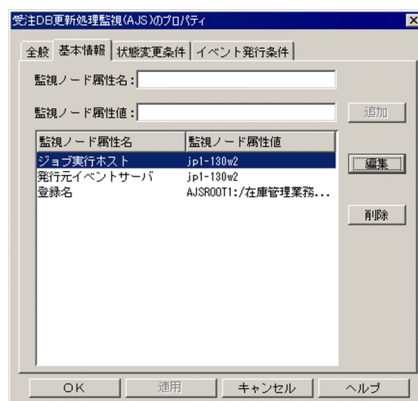 受注DB更新処理監視(AJS)のプロパティ
全般 基本情報 状態変更条件 イベント発行条件
監視ノード属性名:
監視ノード属性値: 追加
監視ノード属性名 監視ノード属性値
ジョブ実行ホスト jp1-130w2 編集
発行元イベントサーバ jp1-130w2
登録名 AJSROOT1:/在庫管理業務...
削除
OK 適用 キャンセル ヘルプ